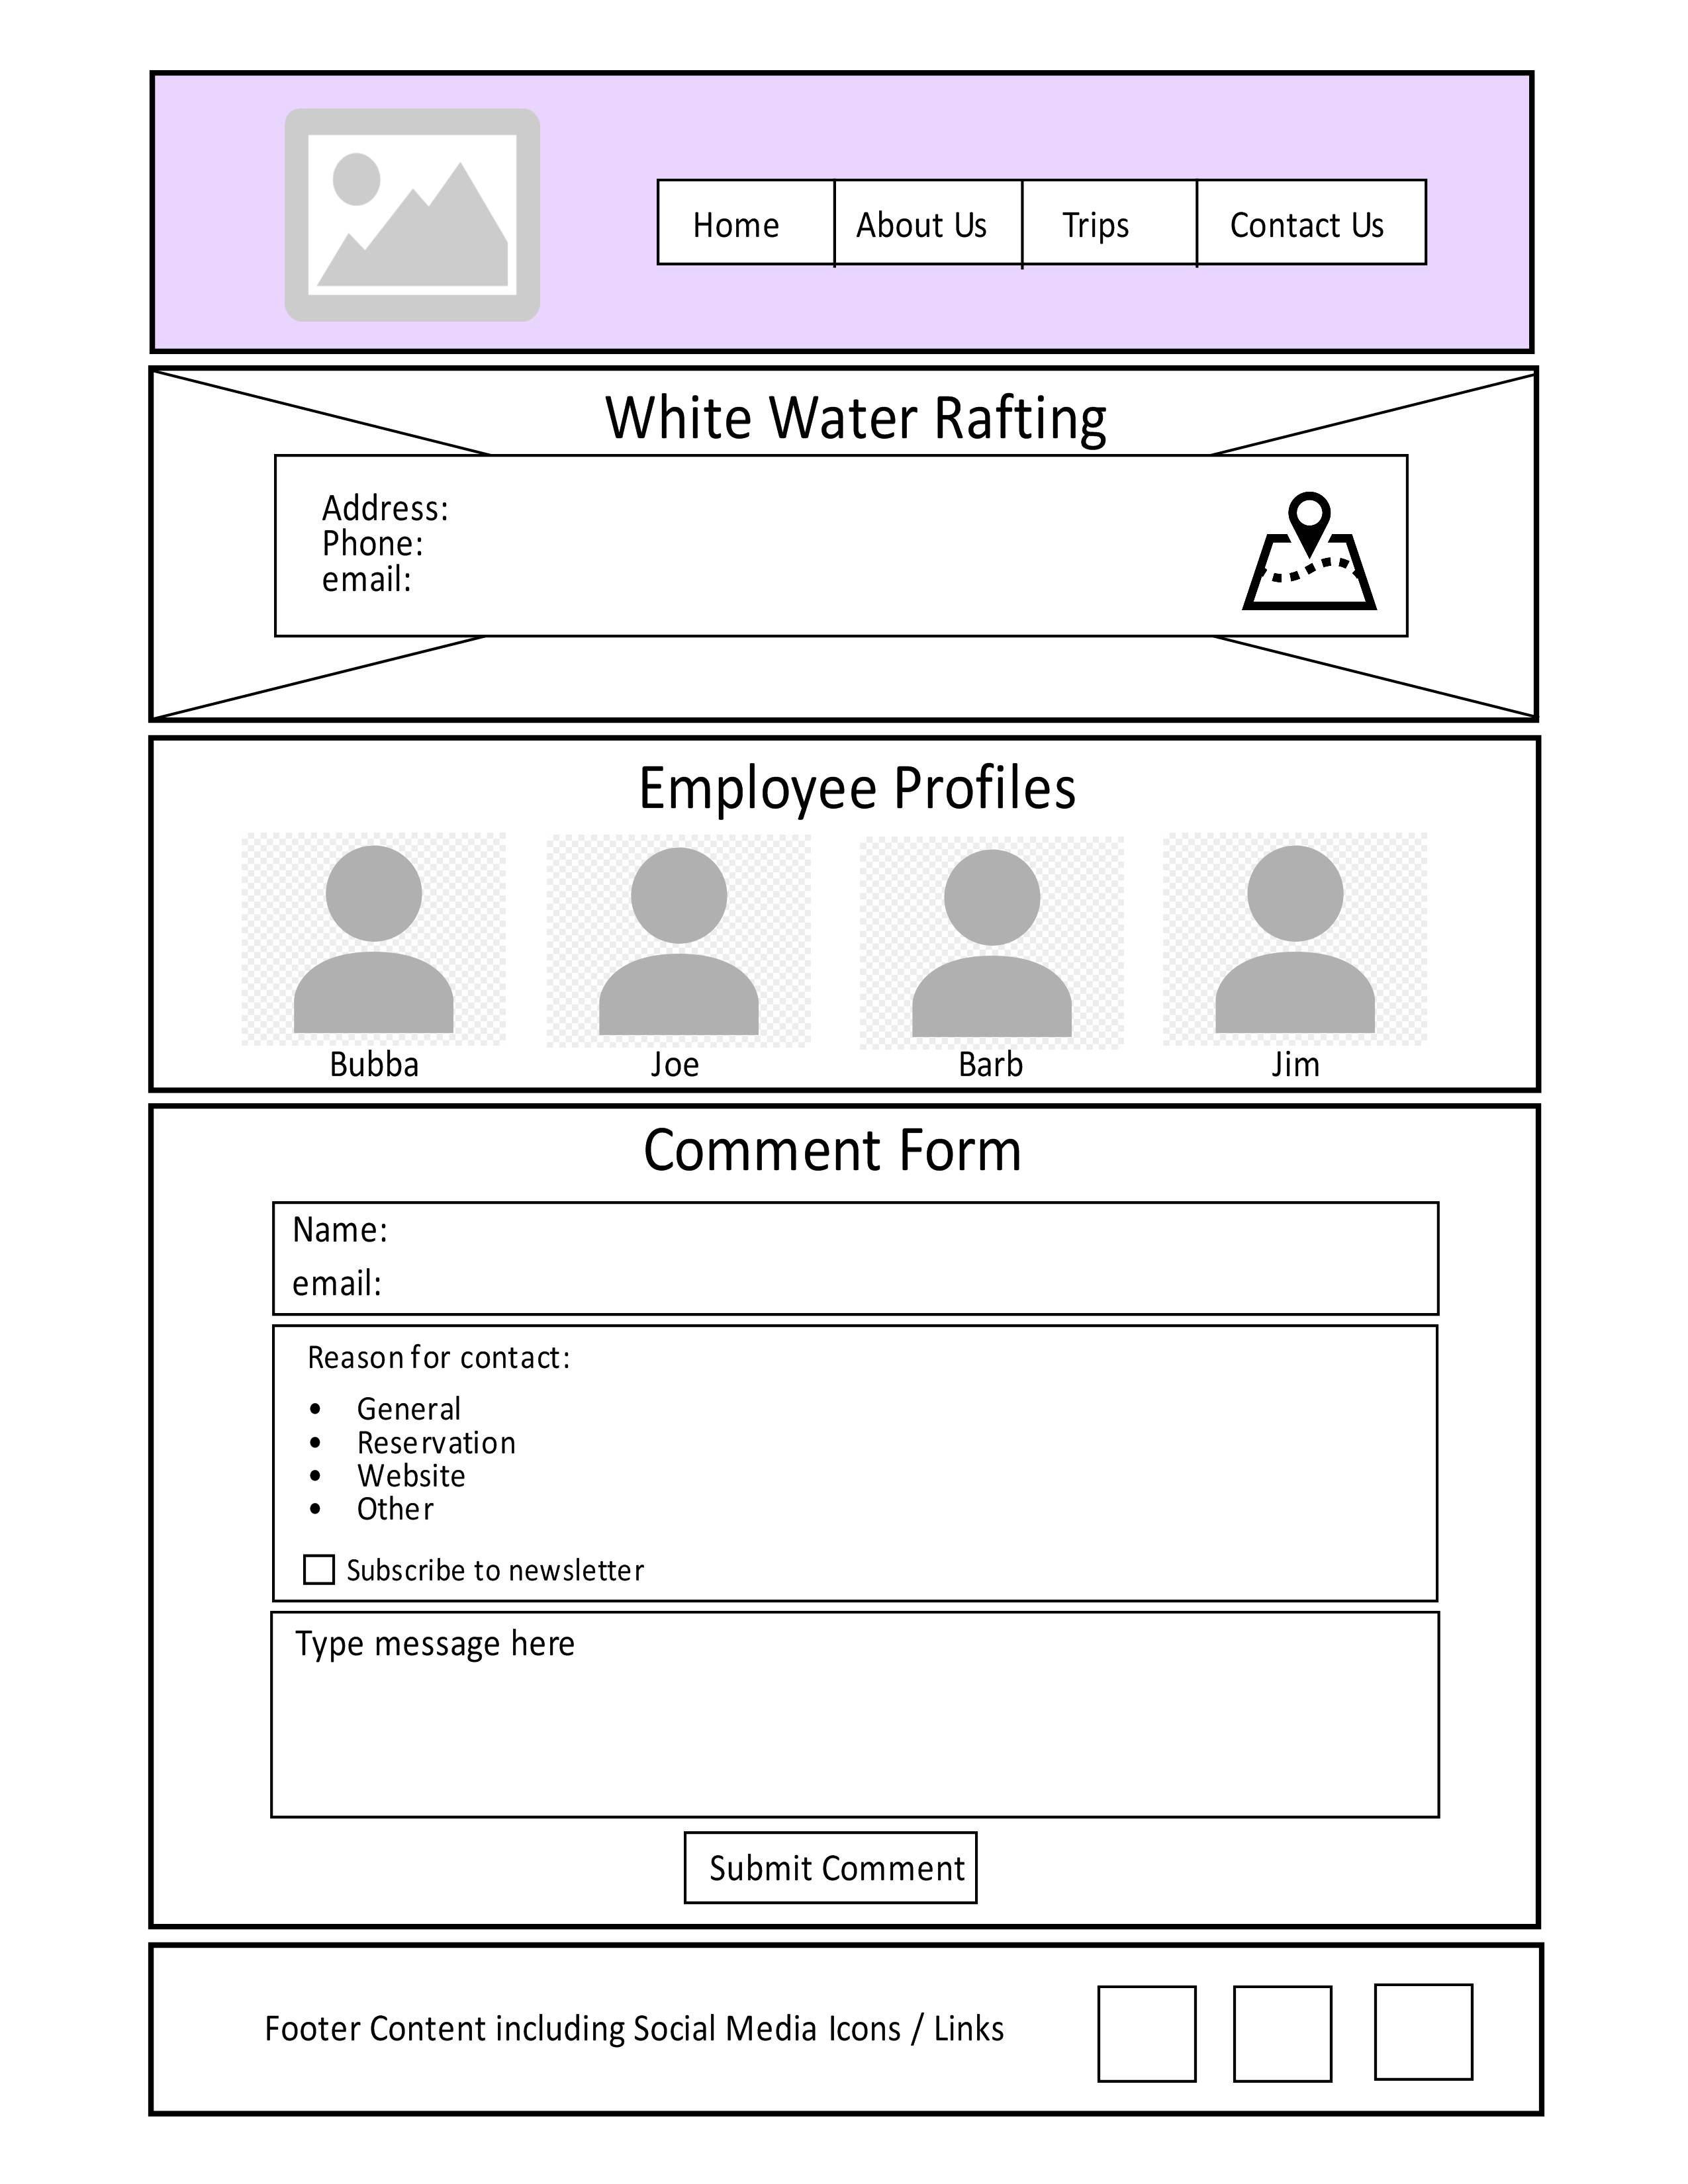 Home About Us Trips Contact Us
White Water Rafting
Address:
Phone:
email:
Employee Profiles
Bubba Joe Barb Jim
Comment Form
Name:
email:
Reason for contact:
• General
• Reservation
• Website
• Other
Subscribe to newsletter
Type message here
Submit Comment
Footer Content including Social Media Icons / Links